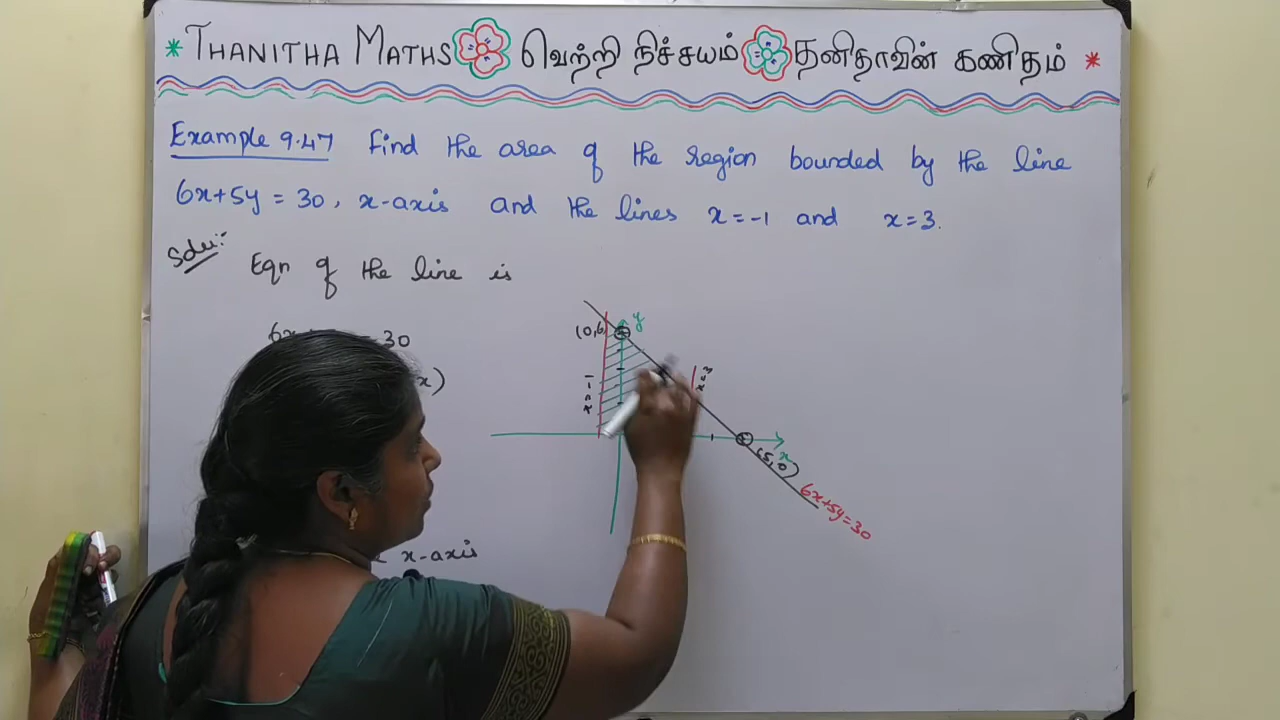 * THANITHA MATHS வெற்றி நிச்சயம் தனிதாவின் கணிதம் *
Example 9.47 Find the area of the region bounded by the line
6x+5y = 30, x-axis and the lines x=-1 and x=3.
Solu:-
Eqn of the line is
30
x)
x-axis
y
(0,6)
x=-1
x=3
x
(5,0)
6x+5y=30